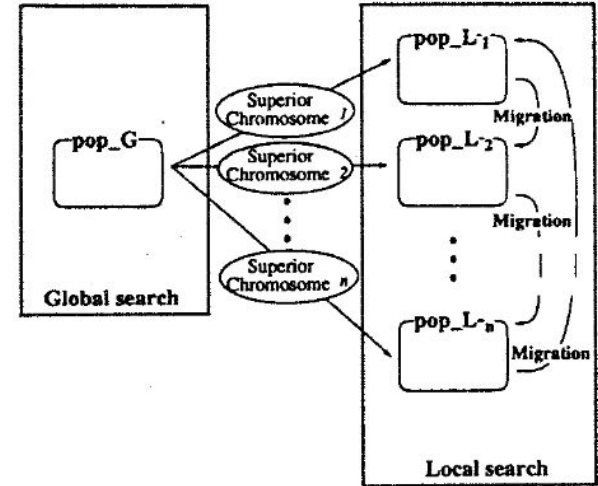 pop_G
Global search
Superior
Chromosome 1
Superior
Chromosome 2
Superior
Chromosome n
pop_L-1
Migration
pop_L-2
Migration
pop_L-n
Migration
Local search